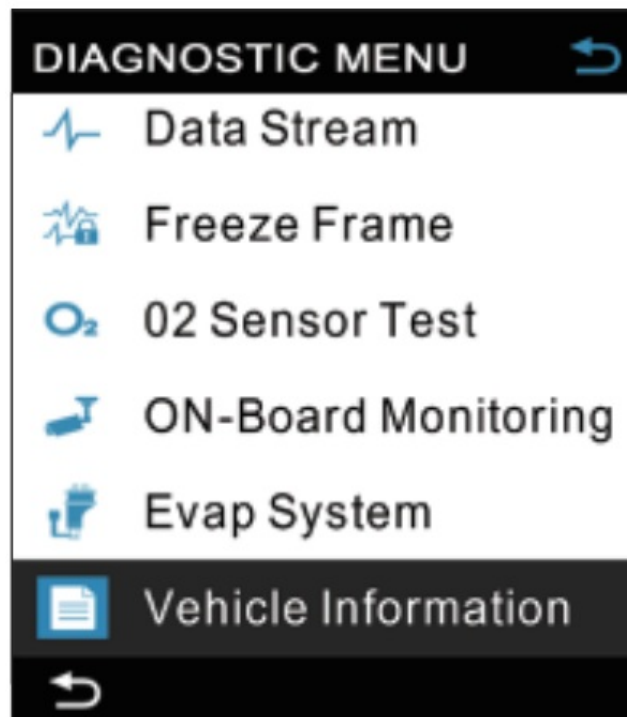 DIAGNOSTIC MENU
Data Stream
Freeze Frame
O₂ 02 Sensor Test
ON-Board Monitoring
Evap System
Vehicle Information